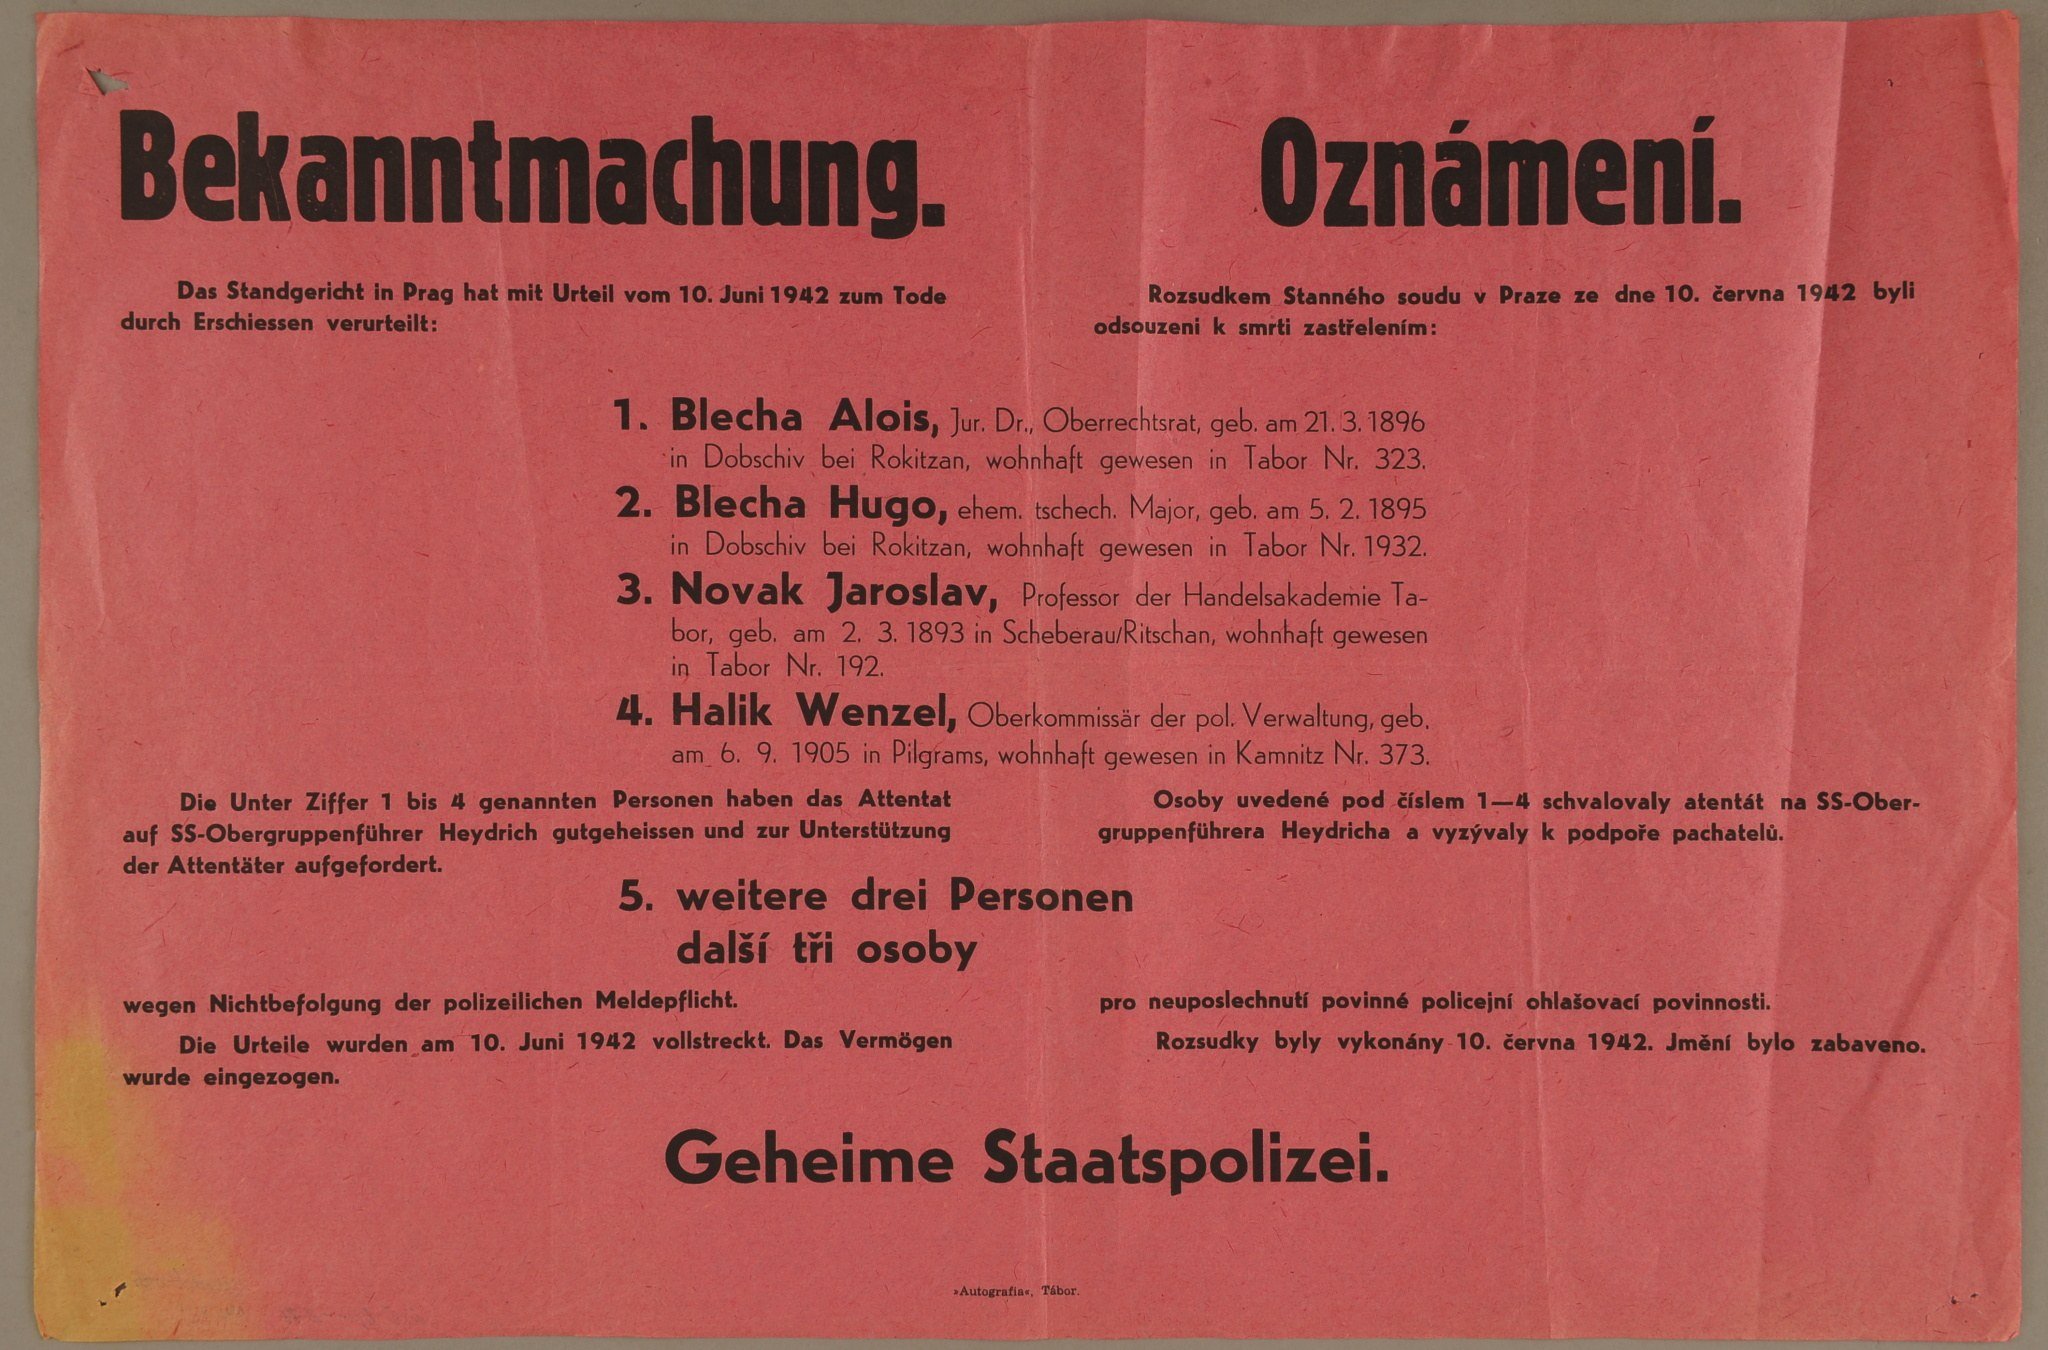 Bekanntmachung.
Das Standgericht in Prag hat mit Urteil vom 10. Juni 1942 zum Tode
durch Erschiessen verurteilt:
Oznámení.
Rozsudkem Stanného soudu v Praze ze dne 10. června 1942 byli
odsouzeni k smrti zastřelením:
1. Blecha Alois, Jur. Dr., Oberrechtsrat, geb. am 21. 3. 1896
in Dobschiv bei Rokitzan, wohnhaft gewesen in Tabor Nr. 323.
2. Blecha Hugo, ehem. tschech. Major, geb. am 5. 2. 1895
in Dobschiv bei Rokitzan, wohnhaft gewesen in Tabor Nr. 1932.
3. Novak Jaroslav, Professor der Handelsakademie Ta-
bor, geb. am 2. 3. 1893 in Scheberau/Ritschan, wohnhaft gewesen
in Tabor Nr. 192.
4. Halik Wenzel, Oberkommissär der pol. Verwaltung, geb.
am 6. 9. 1905 in Pilgrams, wohnhaft gewesen in Kamnitz Nr. 373.
Die Unter Ziffer 1 bis 4 genannten Personen haben das Attentat
auf SS-Obergruppenführer Heydrich gutgeheissen und zur Unterstützung
der Attentäter aufgefordert.
Osoby uvedené pod číslem 1—4 schvalovaly atentát na SS-Ober-
gruppenführera Heydricha a vyzývaly k podpoře pachatelů.
5. weitere drei Personen
další tři osoby
wegen Nichtbefolgung der polizeilichen Meldepflicht.
Die Urteile wurden am 10. Juni 1942 vollstreckt. Das Vermögen
wurde eingezogen.
pro neuposlechnutí povinné policejní ohlašovací povinnosti.
Rozsudky byly vykonány 10. června 1942. Jmění bylo zabaveno.
Geheime Staatspolizei.
»Autografia«, Tábor.